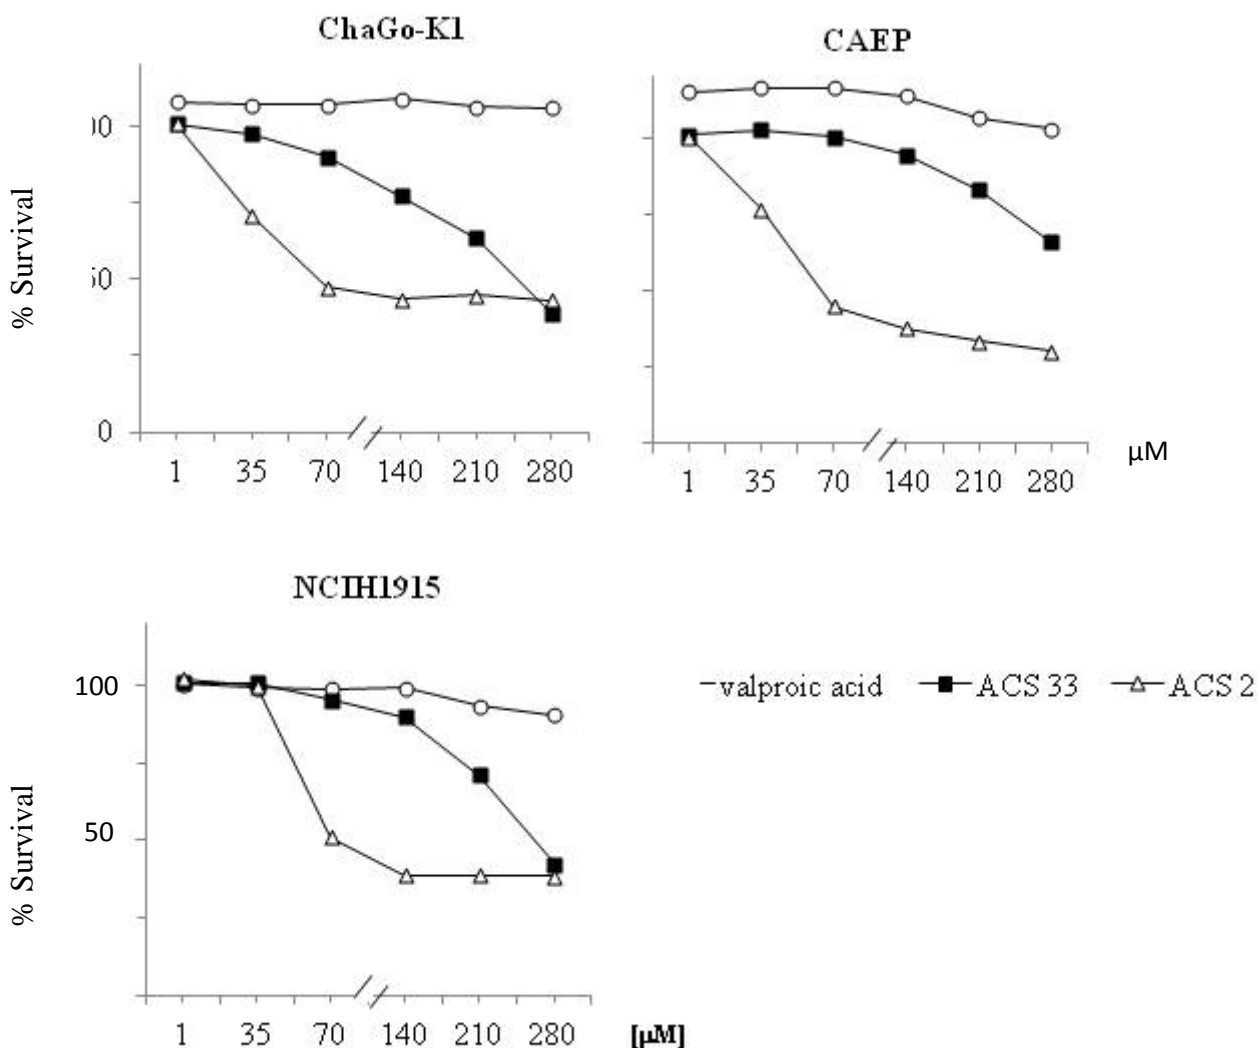 ChaGo-K1
CAEP
% Survival
0
1 35 70 140 210 280
1 35 70 140 210 280
μM
NCIH1915
% Survival
100
50
valproic acid ACS 33 ACS 2
1 35 70 140 210 280 [μM]